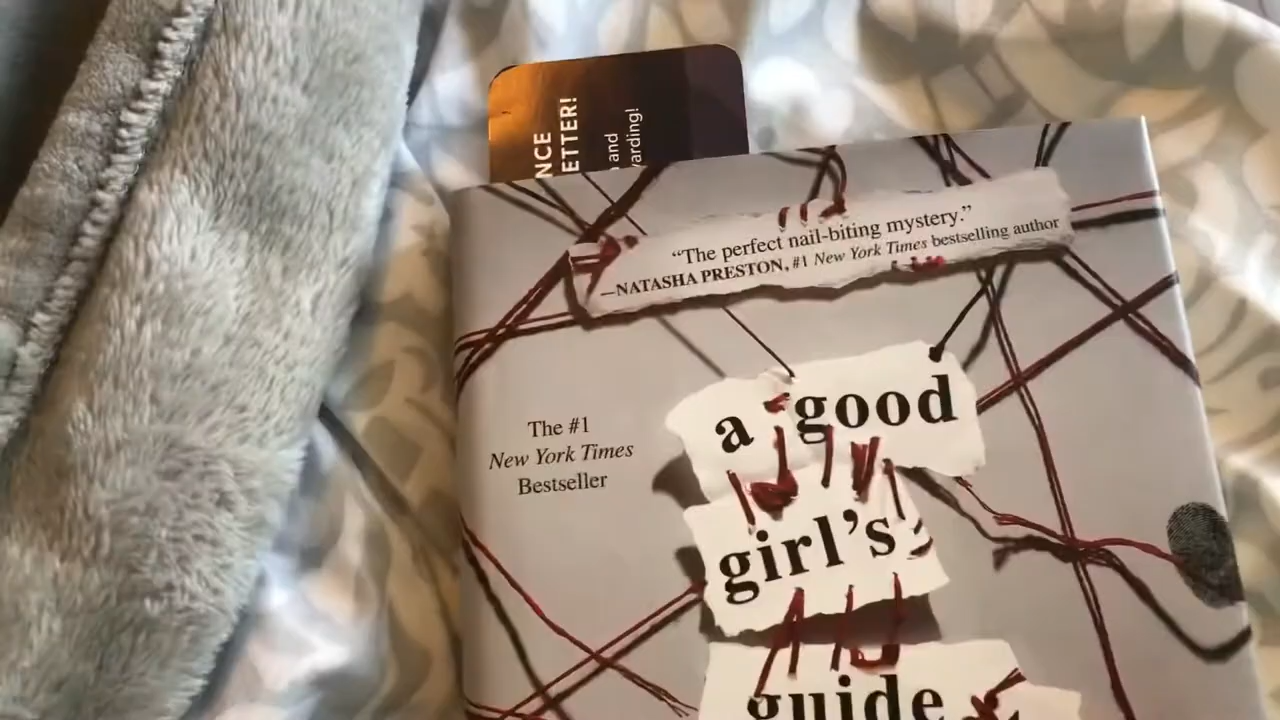 NCE
ETTER!
and
arding!
“The perfect nail-biting mystery.”
—NATASHA PRESTON, #1 New York Times bestselling author
The #1
New York Times
Bestseller
a good
girl’s
guide